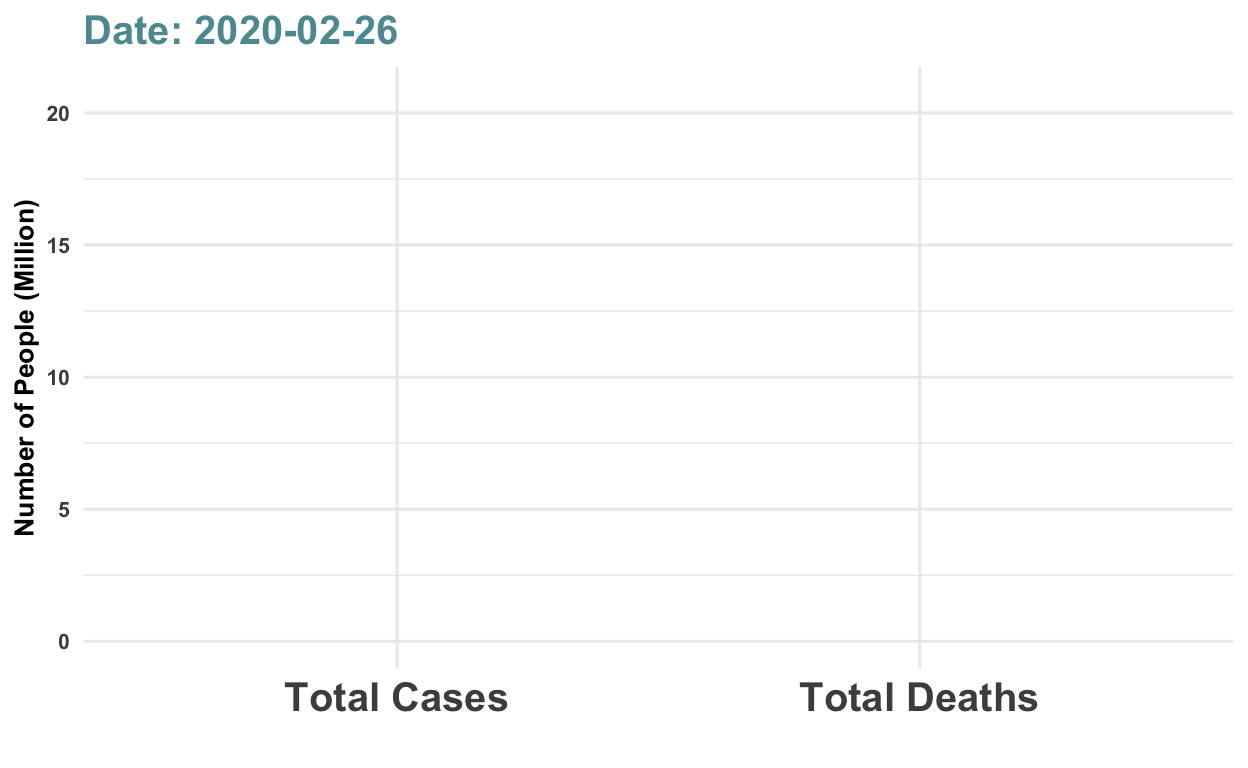 Date: 2020-02-26
Number of People (Million)
20
15
10
5
0
Total Cases
Total Deaths